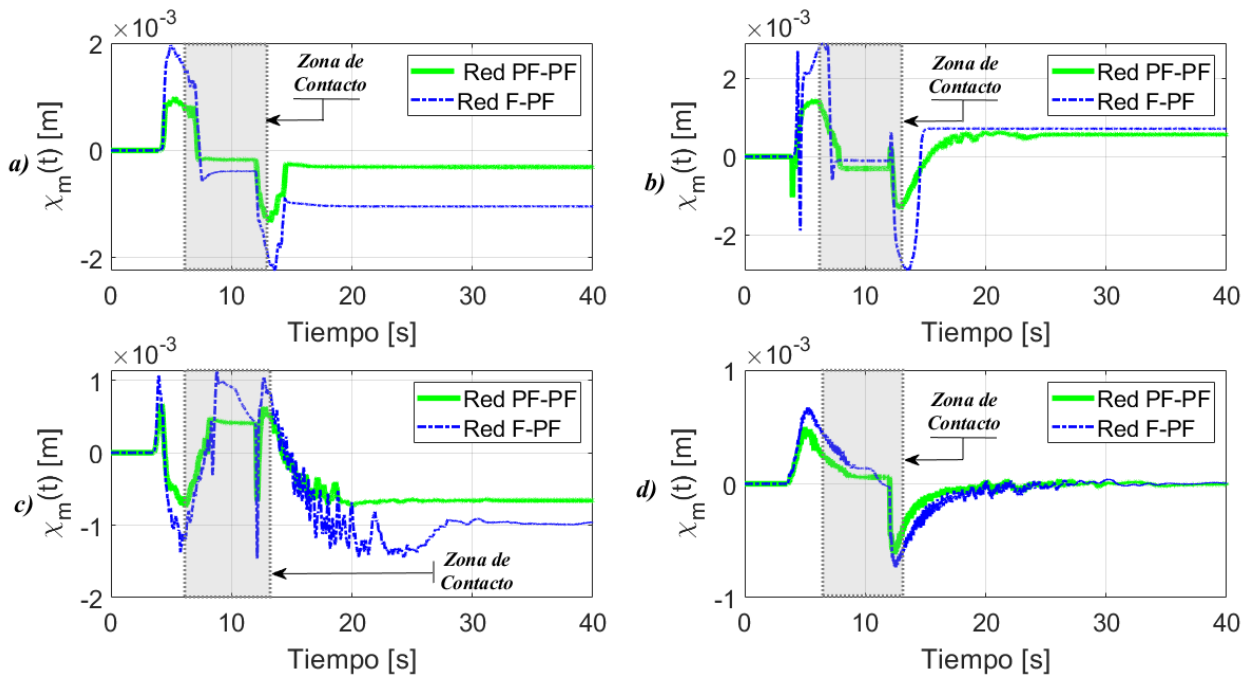 ×10⁻³
2
0
-2
0
10
20
30
40
a)
χ_m(t) [m]
Tiempo [s]
Zona de
Contacto
Red PF-PF
Red F-PF
×10⁻³
2
0
-2
0
10
20
30
40
b)
χ_m(t) [m]
Tiempo [s]
Zona de
Contacto
Red PF-PF
Red F-PF
×10⁻³
1
0
-1
-2
0
10
20
30
40
c)
χ_m(t) [m]
Tiempo [s]
Zona de
Contacto
Red PF-PF
Red F-PF
×10⁻³
1
0
-1
0
10
20
30
40
d)
χ_m(t) [m]
Tiempo [s]
Zona de
Contacto
Red PF-PF
Red F-PF